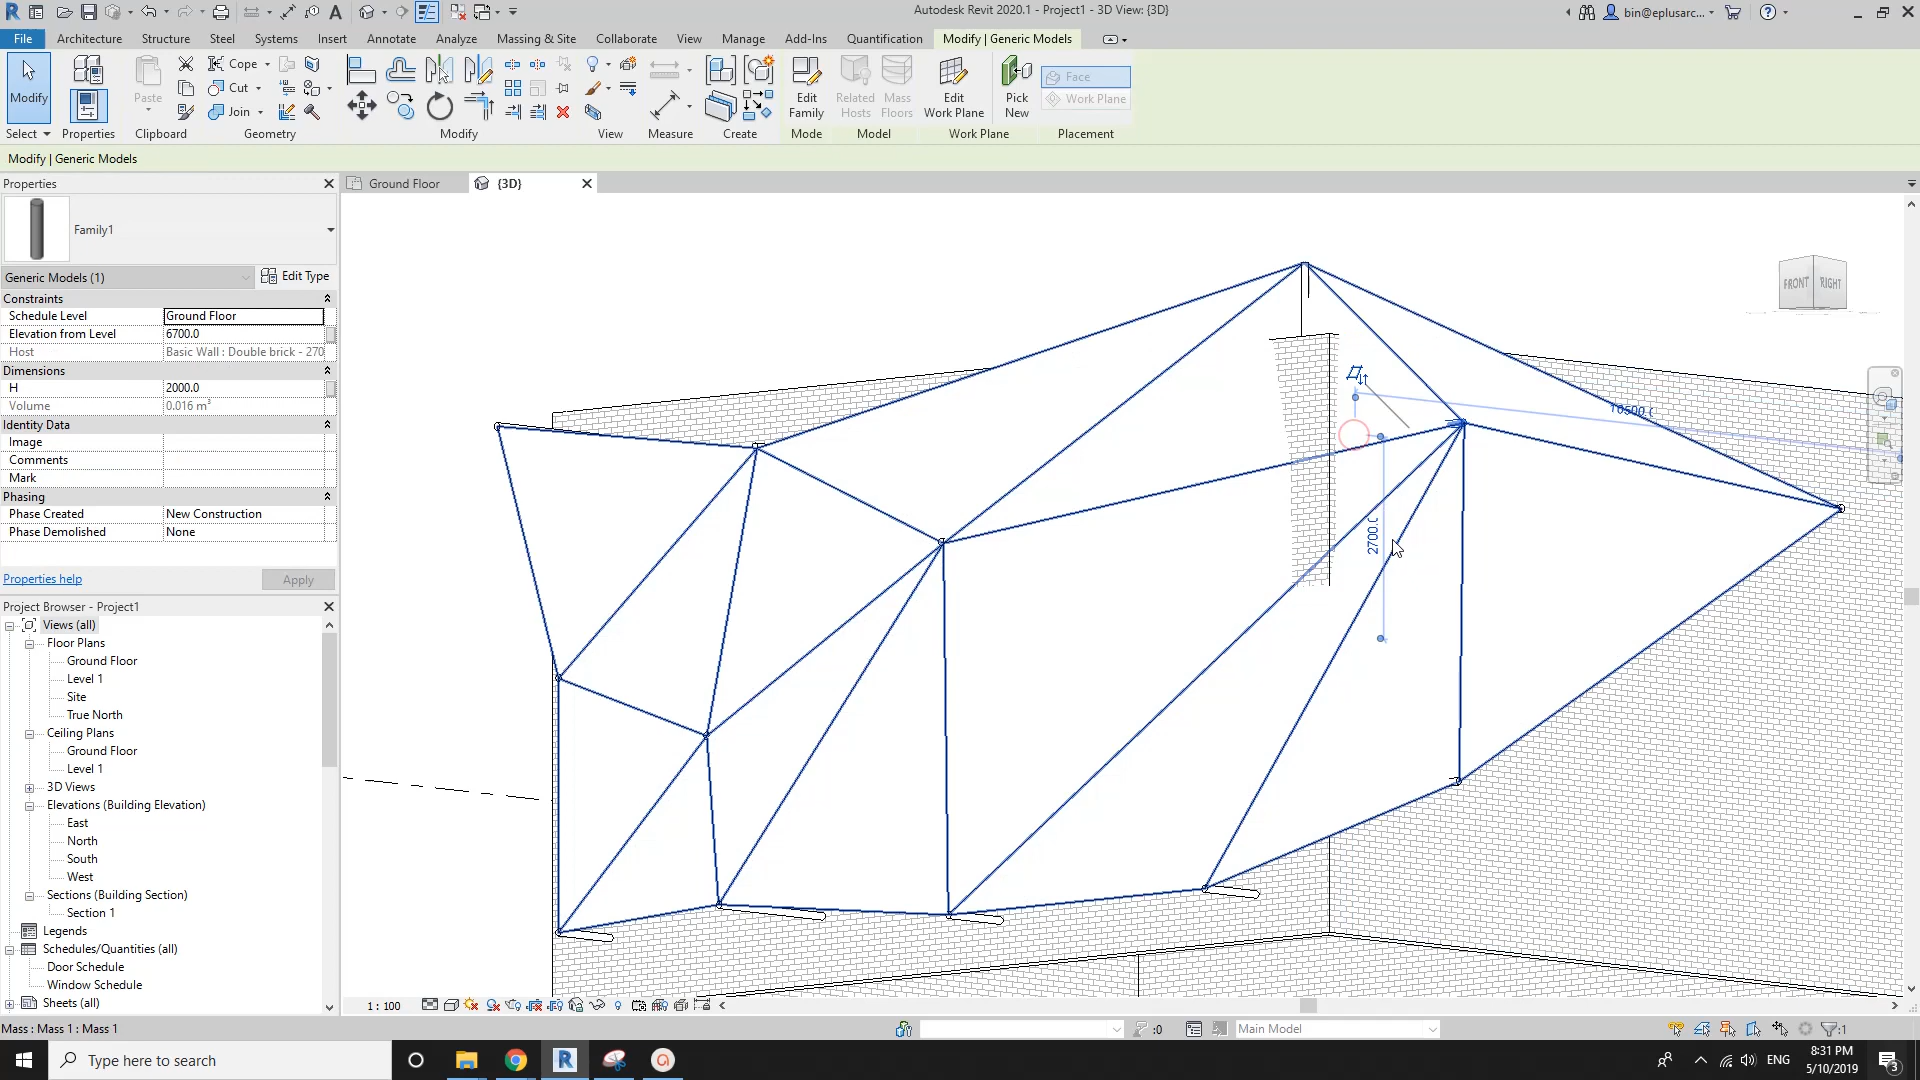 Autodesk Revit 2020.1 - Project1 - 3D View: {3D}
bin@eplusarc...
File Architecture Structure Steel Systems Insert Annotate Analyze Massing & Site Collaborate View Manage Add-Ins Quantification Modify | Generic Models
Modify
Paste
Cope
Cut
Join
Edit Family
Related Hosts
Mass Floors
Edit Work Plane
Pick New
Face
Work Plane
Select Properties Clipboard Geometry Modify View Measure Create Mode Model Work Plane Placement
Modify | Generic Models
Properties
Ground Floor
{3D}
Family1
Generic Models (1)
Edit Type
Constraints
Schedule Level Ground Floor
Elevation from Level 6700.0
Host Basic Wall : Double brick - 270
Dimensions
H 2000.0
Volume 0.016 m³
Identity Data
Image
Comments
Mark
Phasing
Phase Created New Construction
Phase Demolished None
Properties help
Apply
Project Browser - Project1
Views (all)
Floor Plans
Ground Floor
Level 1
Site
True North
Ceiling Plans
Ground Floor
Level 1
3D Views
Elevations (Building Elevation)
East
North
South
West
Sections (Building Section)
Section 1
Legends
Schedules/Quantities (all)
Door Schedule
Window Schedule
Sheets (all)
FRONT
RIGHT
10500.0
2700.0
1 : 100
Mass : Mass 1 : Mass 1
:0
Main Model
:1
Type here to search
ENG
8:31 PM
5/10/2019
3